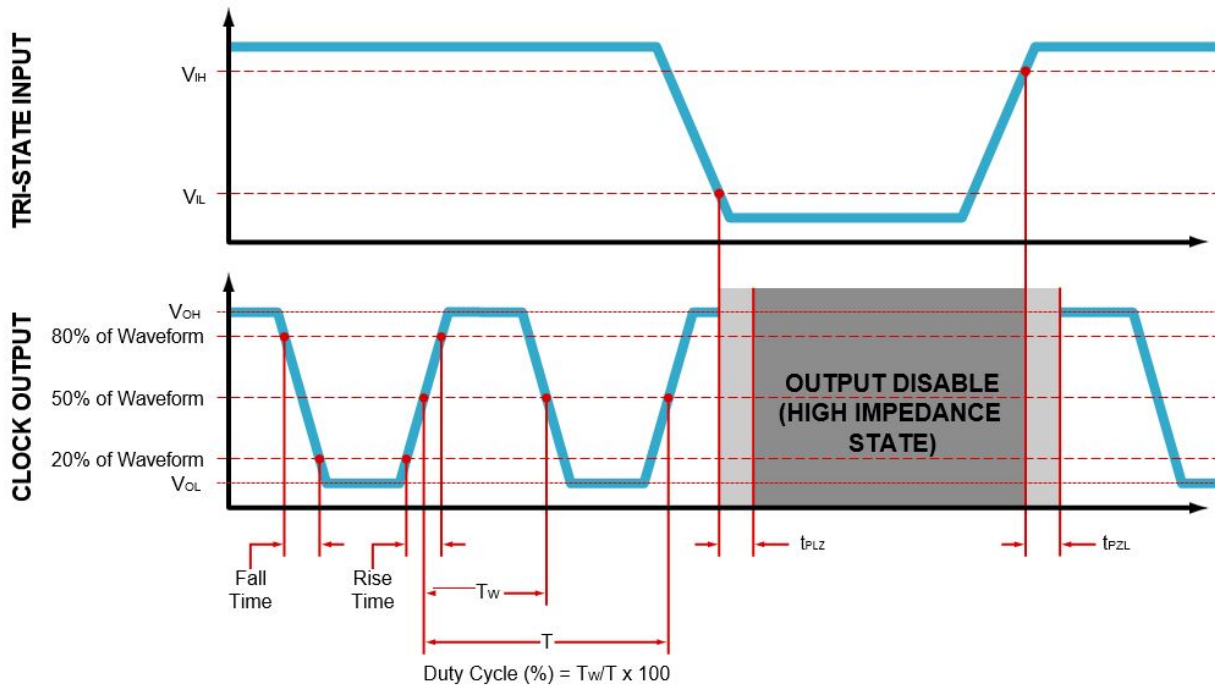 TRI-STATE INPUT
VIH
VIL
CLOCK OUTPUT
VOH
80% of Waveform
50% of Waveform
20% of Waveform
VOL
OUTPUT DISABLE
(HIGH IMPEDANCE
STATE)
Fall
Time
Rise
Time
TW
T
tPLZ
tPZL
Duty Cycle (%) = TW/T x 100